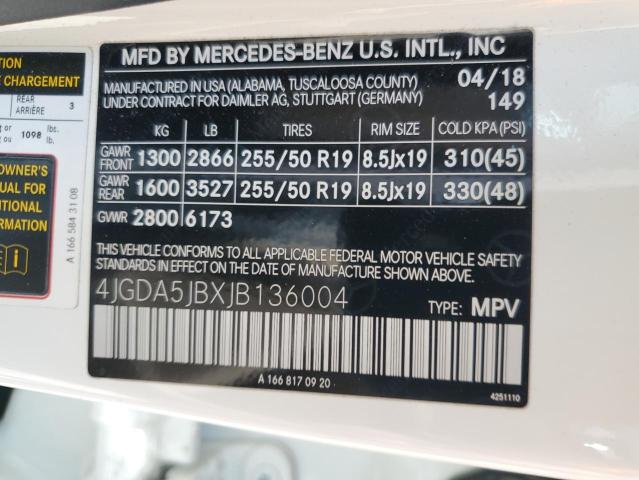 MFD BY MERCEDES-BENZ U.S. INTL., INC
MANUFACTURED IN USA (ALABAMA, TUSCALOOSA COUNTY) 04/18
UNDER CONTRACT FOR DAIMLER AG, STUTTGART (GERMANY) 149
KG LB TIRES RIM SIZE COLD KPA (PSI)
GAWR FRONT 1300 2866 255/50 R19 8.5Jx19 310(45)
GAWR REAR 1600 3527 255/50 R19 8.5Jx19 330(48)
GVWR 2800 6173
THIS VEHICLE CONFORMS TO ALL APPLICABLE FEDERAL MOTOR VEHICLE SAFETY
STANDARDS IN EFFECT ON THE DATE OF MANUFACTURE SHOWN ABOVE.
4JGDA5JBXJB136004
TYPE: MPV
A 166 817 09 20
4251110
CHARGEMENT
REAR 3
ARRIÈRE
ou 1098 lbs.
lb.
OWNER'S
FOR
INFORMATION
A 166 584 31 08